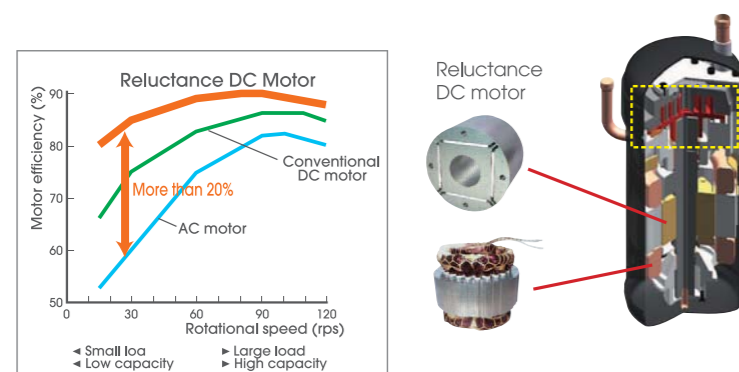 Reluctance DC Motor
Motor efficiency (%)
90
80
70
60
50
More than 20%
Conventional
DC motor
AC motor
0
30
60
90
120
Rotational speed (rps)
◄ Small loa
► Large load
◄ Low capacity
► High capacity
Reluctance
DC motor